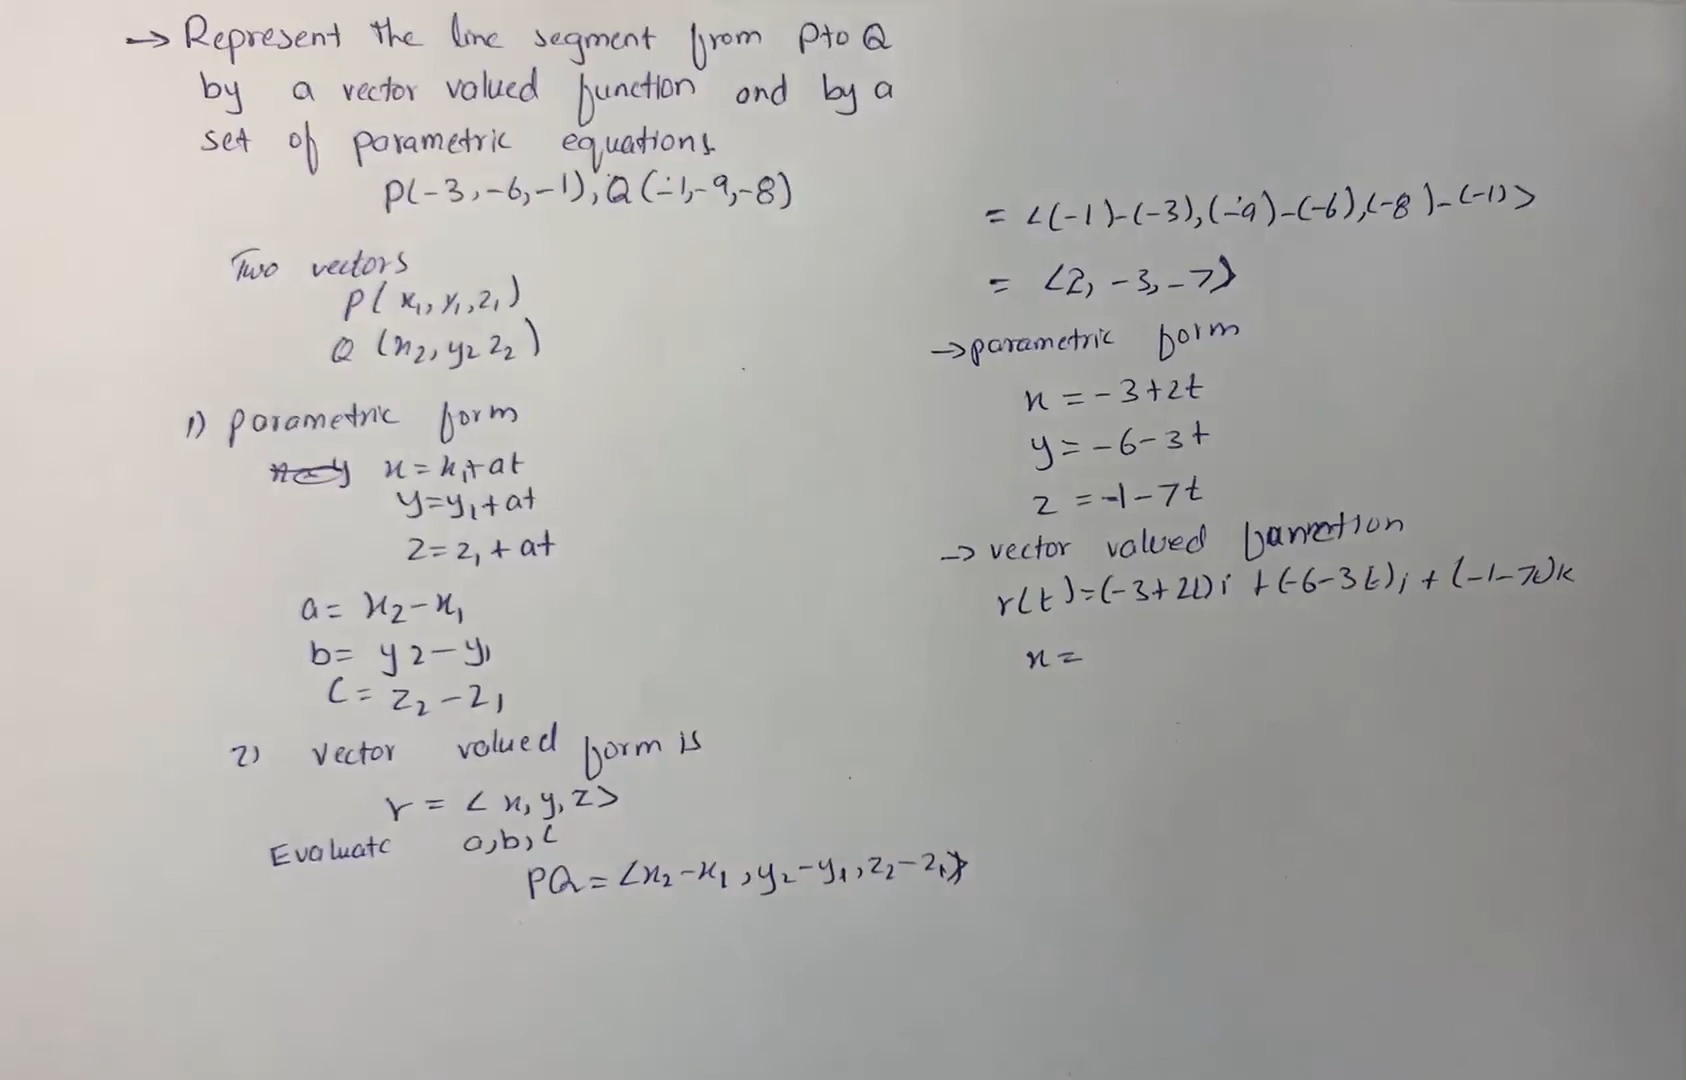 → Represent the line segment from P to Q
by a vector valued function and by a
set of parametric equations
P(-3,-6,-1), Q(-1,-9,-8)
Two vectors
P(x₁, y₁, z₁)
Q (x₂, y₂ z₂)
1) parametric form
x = x₁+at
y=y₁+at
z=z₁+at
a= x₂-x₁
b= y2-y₁
C= z₂-z₁
2) Vector valued form is
r = <x, y, z>
Evaluate a,b,c
PQ = <x₂-x₁, y₂-y₁, z₂-z₁>
= <(-1)-(-3), (-9)-(-6), (-8)-(-1)>
= <2, -3, -7>
→ parametric form
x = -3+2t
y = -6-3t
z = -1-7t
→ vector valued
r(t)=(-3+2t)i +(-6-3t)j + (-1-7t)k
x =